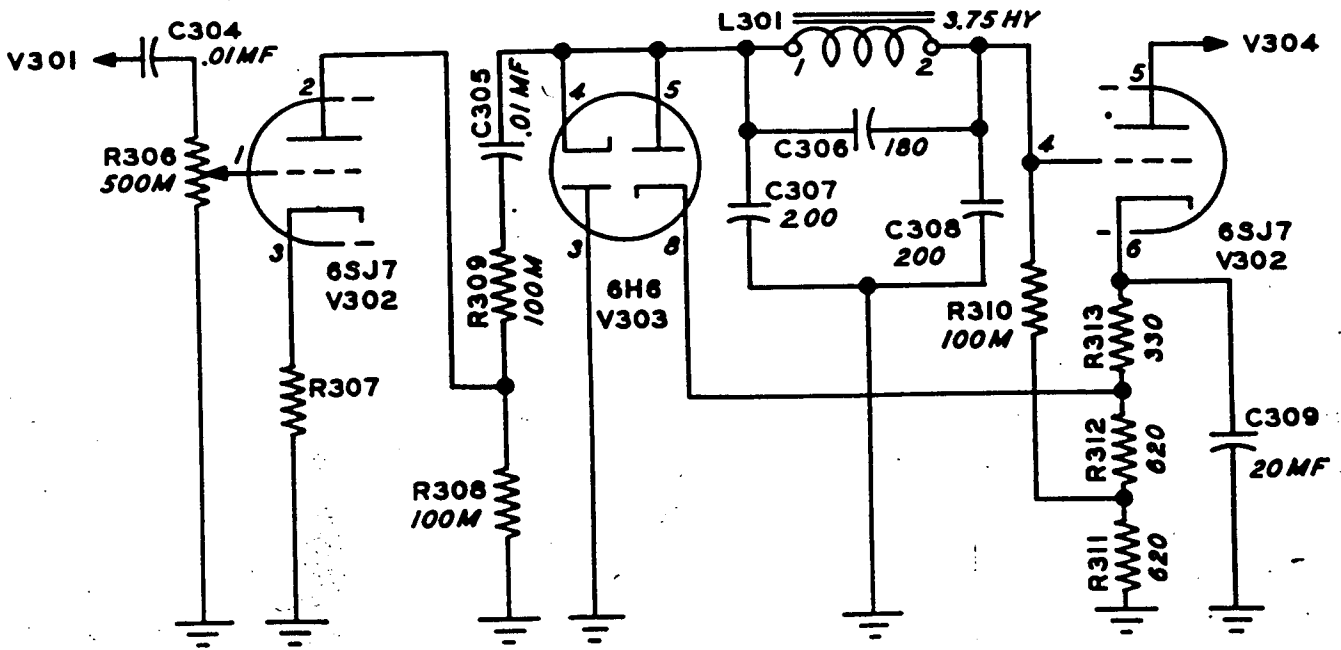 V301
C304
.01MF
R306
500M
1
2
3
6SJ7
V302
R307
C305
.01MF
R309
100M
R308
100M
4
5
3
8
6H6
V303
L301
3.75 HY
1
2
C306
180
C307
200
C308
200
R310
100M
V304
5
4
6
6SJ7
V302
R313
330
R312
620
R311
620
C309
20MF